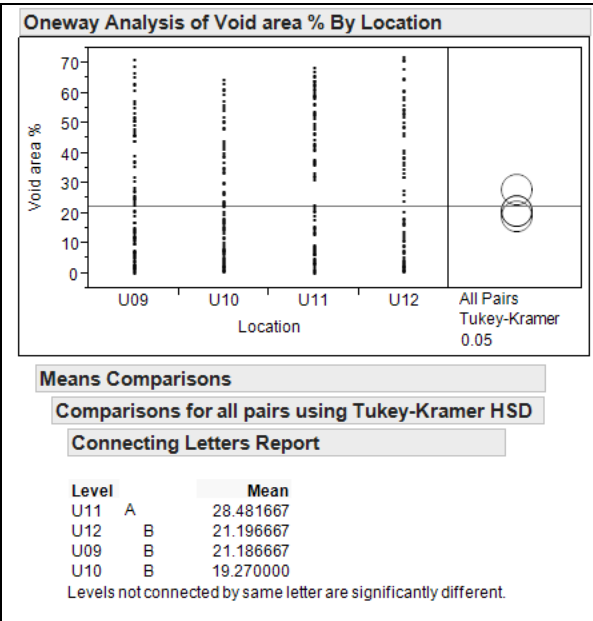 Oneway Analysis of Void area % By Location
Void area %
70
60
50
40
30
20
10
0
U09 U10 U11 U12
Location
All Pairs
Tukey-Kramer
0.05
Means Comparisons
Comparisons for all pairs using Tukey-Kramer HSD
Connecting Letters Report
Level Mean
U11 A 28.481667
U12 B 21.196667
U09 B 21.186667
U10 B 19.270000
Levels not connected by same letter are significantly different.